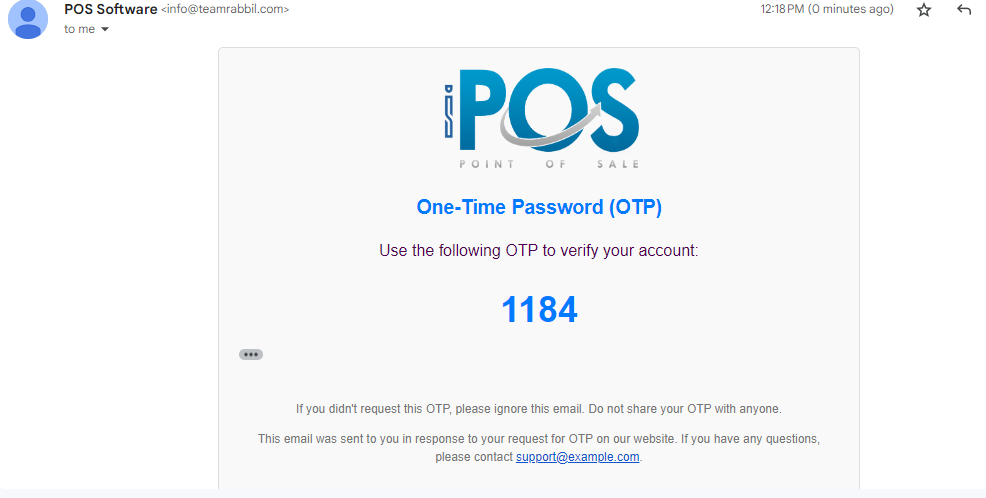 POS Software <info@teamrabbil.com>
12:18 PM (0 minutes ago)
to me
POS
POINT OF SALE
One-Time Password (OTP)
Use the following OTP to verify your account:
1184
If you didn't request this OTP, please ignore this email. Do not share your OTP with anyone.
This email was sent to you in response to your request for OTP on our website. If you have any questions,
please contact support@example.com.